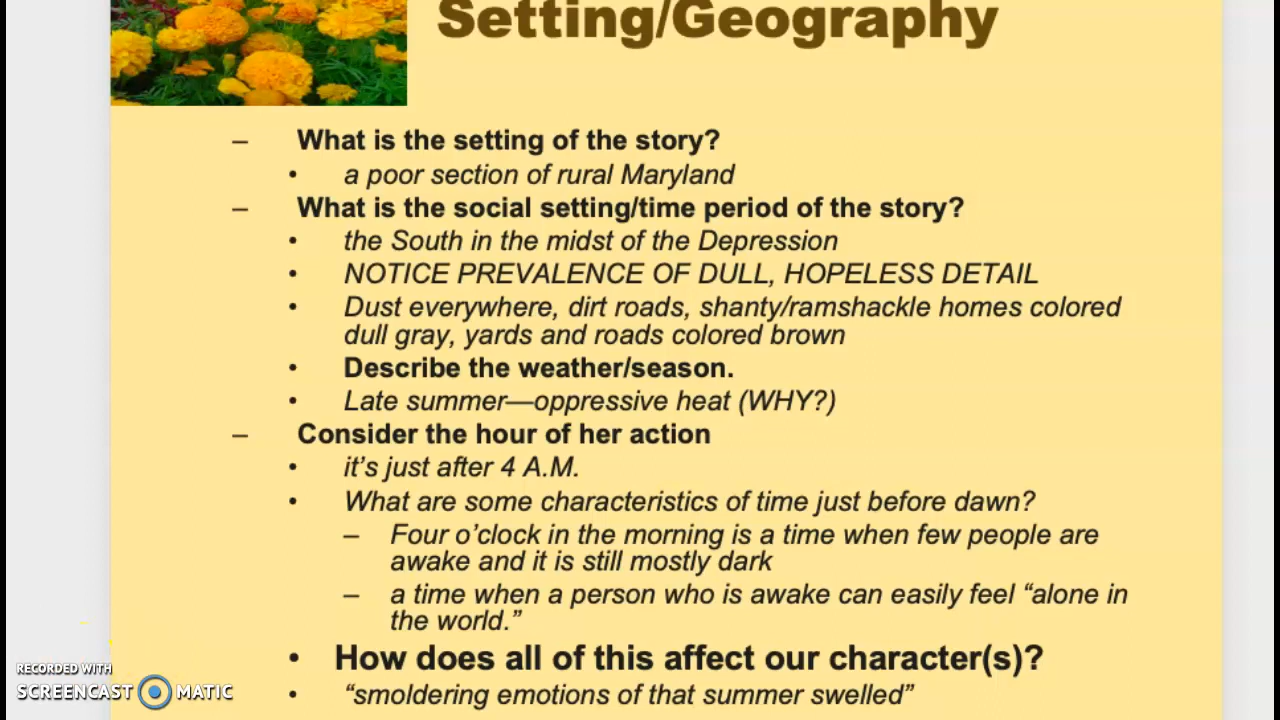 Setting/Geography
– What is the setting of the story?
• a poor section of rural Maryland
– What is the social setting/time period of the story?
• the South in the midst of the Depression
• NOTICE PREVALENCE OF DULL, HOPELESS DETAIL
• Dust everywhere, dirt roads, shanty/ramshackle homes colored
dull gray, yards and roads colored brown
• Describe the weather/season.
• Late summer—oppressive heat (WHY?)
– Consider the hour of her action
• it’s just after 4 A.M.
• What are some characteristics of time just before dawn?
– Four o’clock in the morning is a time when few people are
awake and it is still mostly dark
– a time when a person who is awake can easily feel “alone in
the world.”
• How does all of this affect our character(s)?
• “smoldering emotions of that summer swelled”
RECORDED WITH
SCREENCAST MATIC